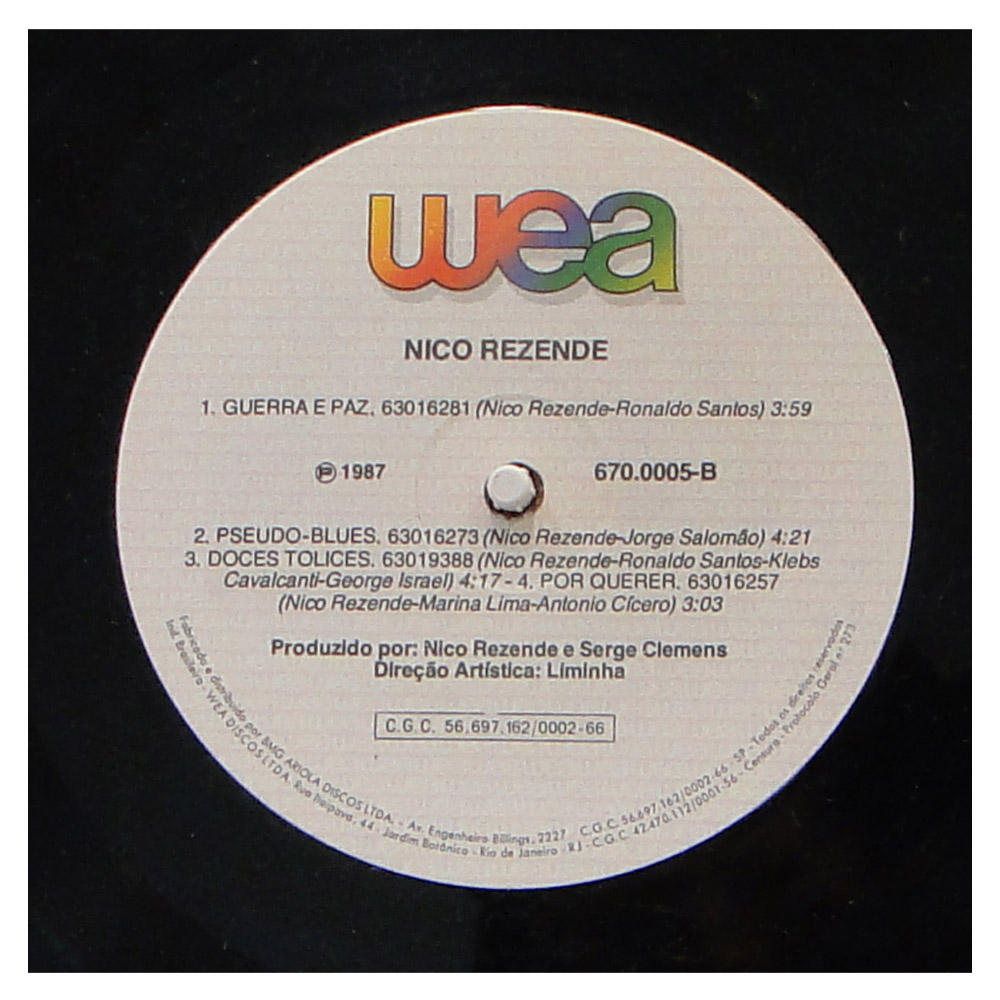 wea
NICO REZENDE
1. GUERRA E PAZ. 63016281 (Nico Rezende-Ronaldo Santos) 3:59
℗ 1987
670.0005-B
2. PSEUDO-BLUES. 63016273 (Nico Rezende-Jorge Salomão) 4:21
3. DOCES TOLICES. 63019388 (Nico Rezende-Ronaldo Santos-Klebs
Cavalcanti-George Israel) 4:17 - 4. POR QUERER. 63016257
(Nico Rezende-Marina Lima-Antonio Cícero) 3:03
Produzido por: Nico Rezende e Serge Clemens
Direção Artística: Liminha
C.G.C. 56.697.162/0002-66
Fabricado e distribuido por BMG ARIOLA DISCOS LTDA. - Av. Engenheiro Billings, 2227 C.G.C. 56.697.162/0002-66 - SP - Todos os direitos reservados
Ind. Brasileira - WEA DISCOS LTDA. Rua Itaipava, 44 - Jardim Botânico - Rio de Janeiro - RJ - C.G.C. 42.470.112/0001-56 - Censura - Protocolo Geral nº 273